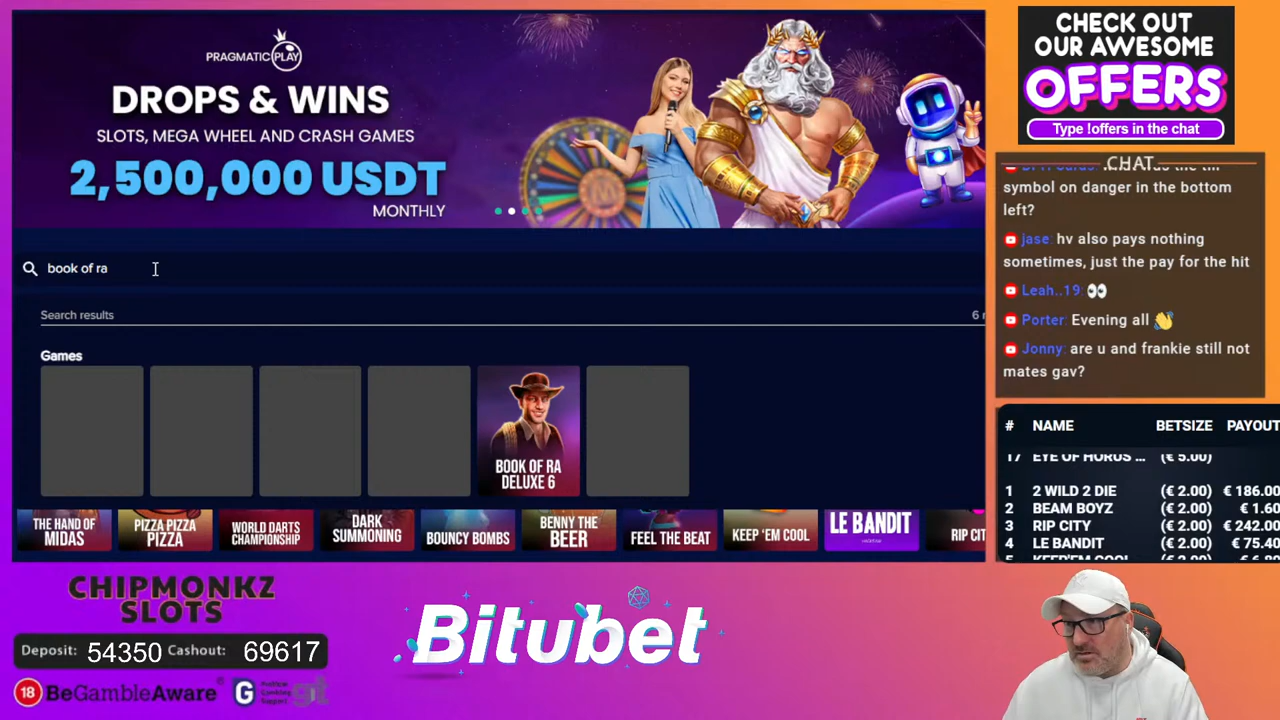 PRAGMATIC PLAY
DROPS & WINS
SLOTS, MEGA WHEEL AND CRASH GAMES
2,500,000 USDT
MONTHLY
book of ra
Search results
6
Games
BOOK OF RA
DELUXE 6
THE HAND OF
MIDAS
PIZZA PIZZA
PIZZA
WORLD DARTS
CHAMPIONSHIP
DARK
SUMMONING
BOUNCY BOMBS
BENNY THE
BEER
FEEL THE BEAT
KEEP 'EM COOL
LE BANDIT
RIP CIT
CHECK OUT
OUR AWESOME
OFFERS
Type !offers in the chat
CHAT
symbol on danger in the bottom
left?
jase: hv also pays nothing
sometimes, just the pay for the hit
Leah..19: 👀
Porter: Evening all 👋
Jonny: are u and frankie still not
mates gav?
# NAME BETSIZE PAYOUT
17 EYE OF HORUS ... (€ 5.00)
1 2 WILD 2 DIE (€ 2.00) € 186.00
2 BEAM BOYZ (€ 2.00) € 1.60
3 RIP CITY (€ 2.00) € 242.00
4 LE BANDIT (€ 2.00) € 75.40
CHIPMONKZ
SLOTS
Deposit: 54350 Cashout: 69617
18 BeGambleAware
Bitubet